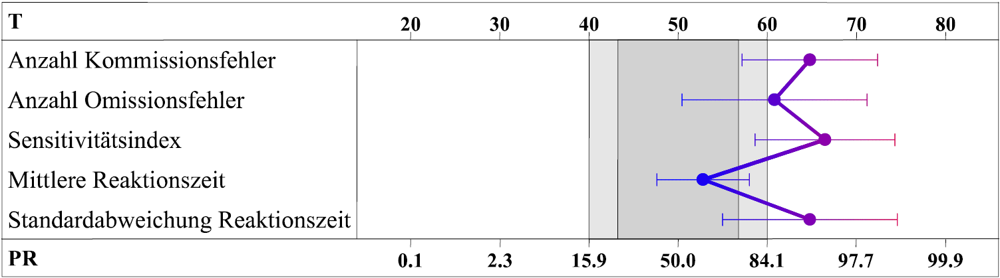 T 20 30 40 50 60 70 80
Anzahl Kommissionsfehler
Anzahl Omissionsfehler
Sensitivitätsindex
Mittlere Reaktionszeit
Standardabweichung Reaktionszeit
PR 0.1 2.3 15.9 50.0 84.1 97.7 99.9